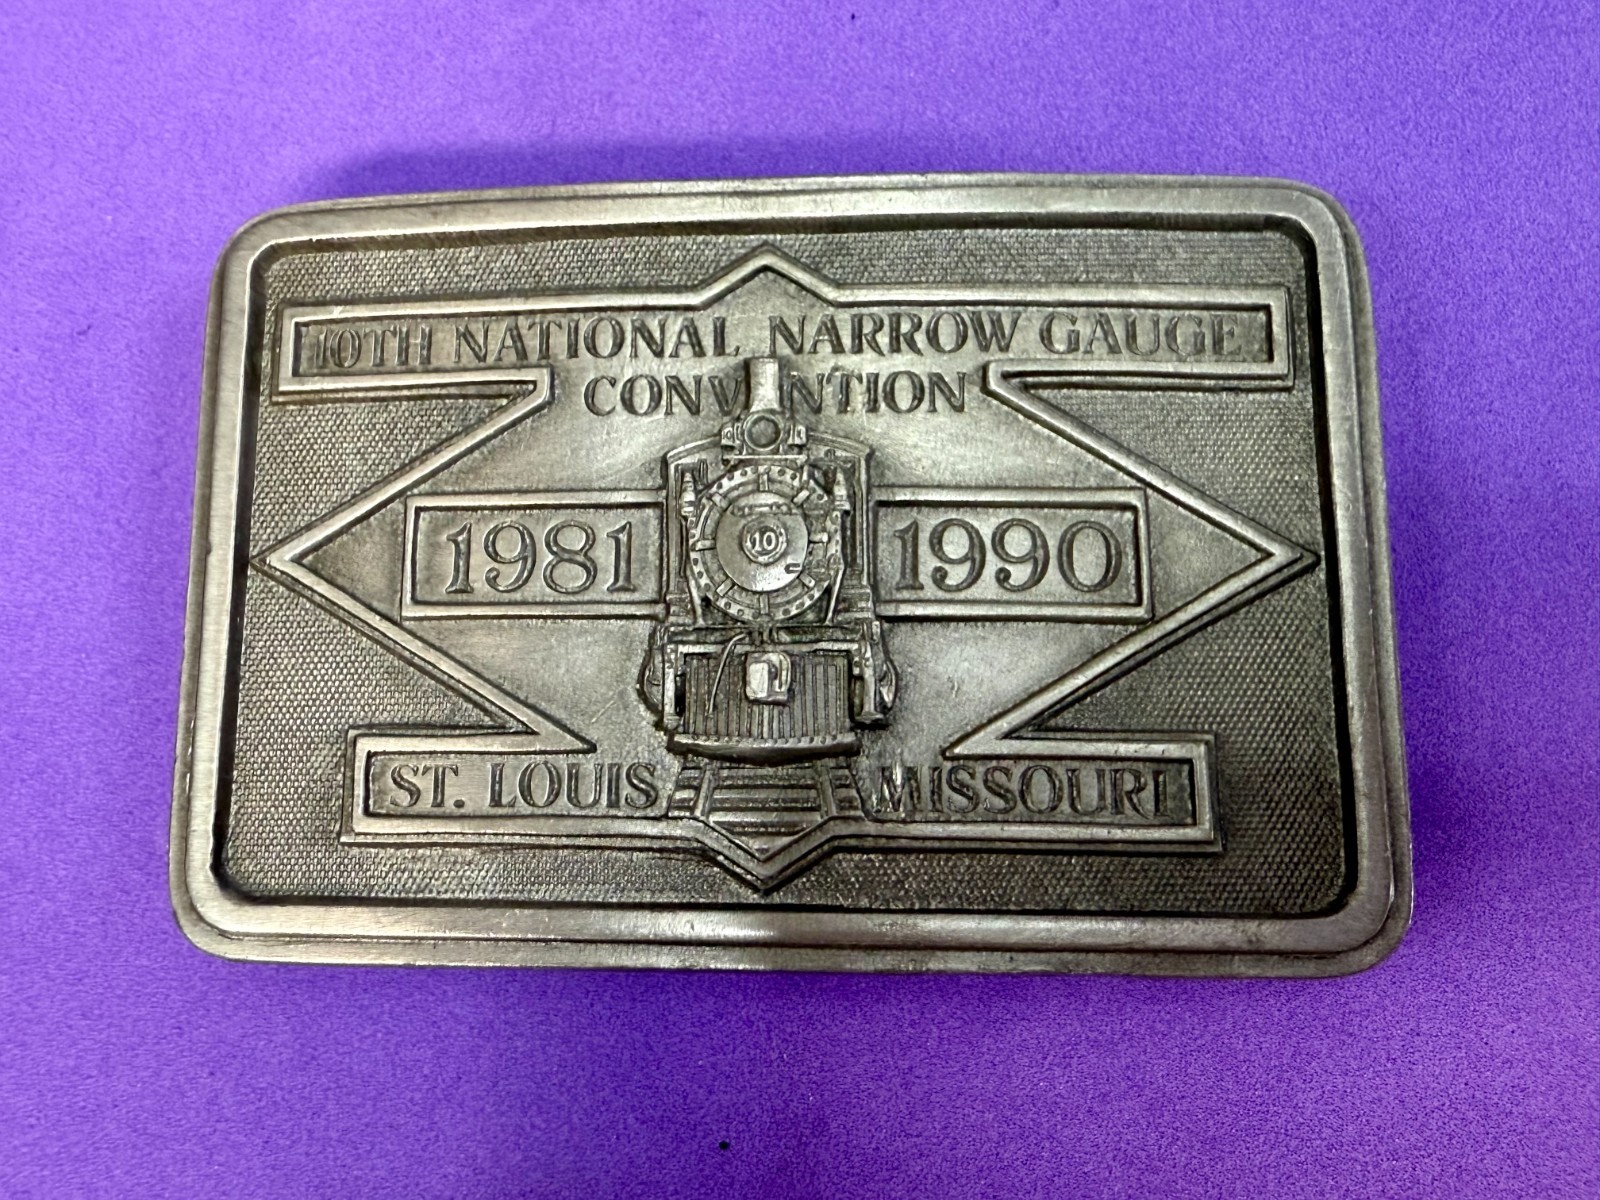 10TH NATIONAL NARROW GAUGE
CONVENTION
1981 10 1990
ST. LOUIS MISSOURI